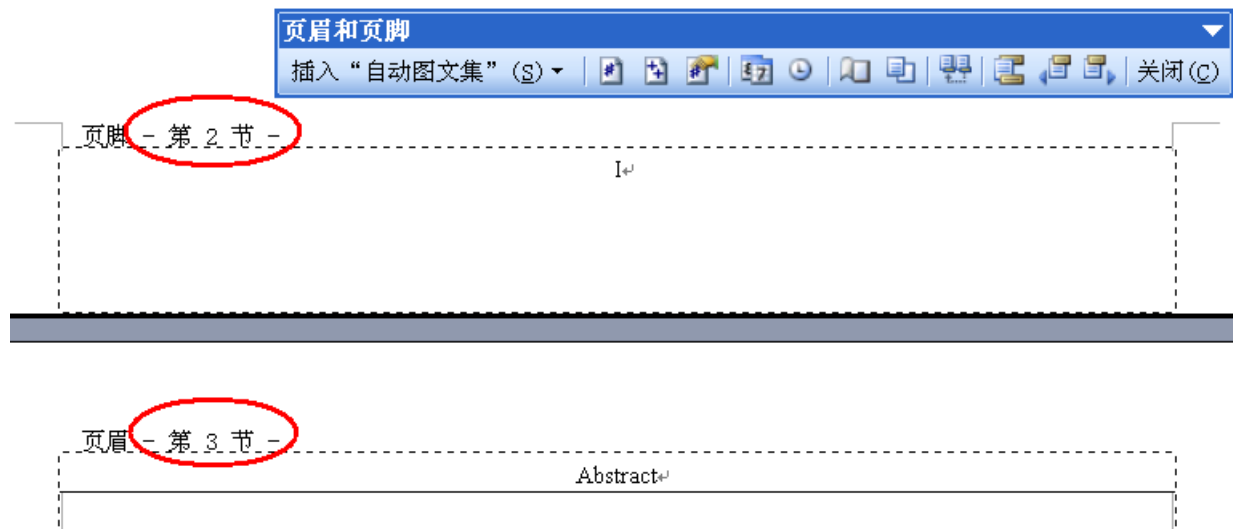 页眉和页脚
插入“自动图文集”(S) 关闭(C)
页脚 - 第 2 节 -
I
页眉 - 第 3 节 -
Abstract